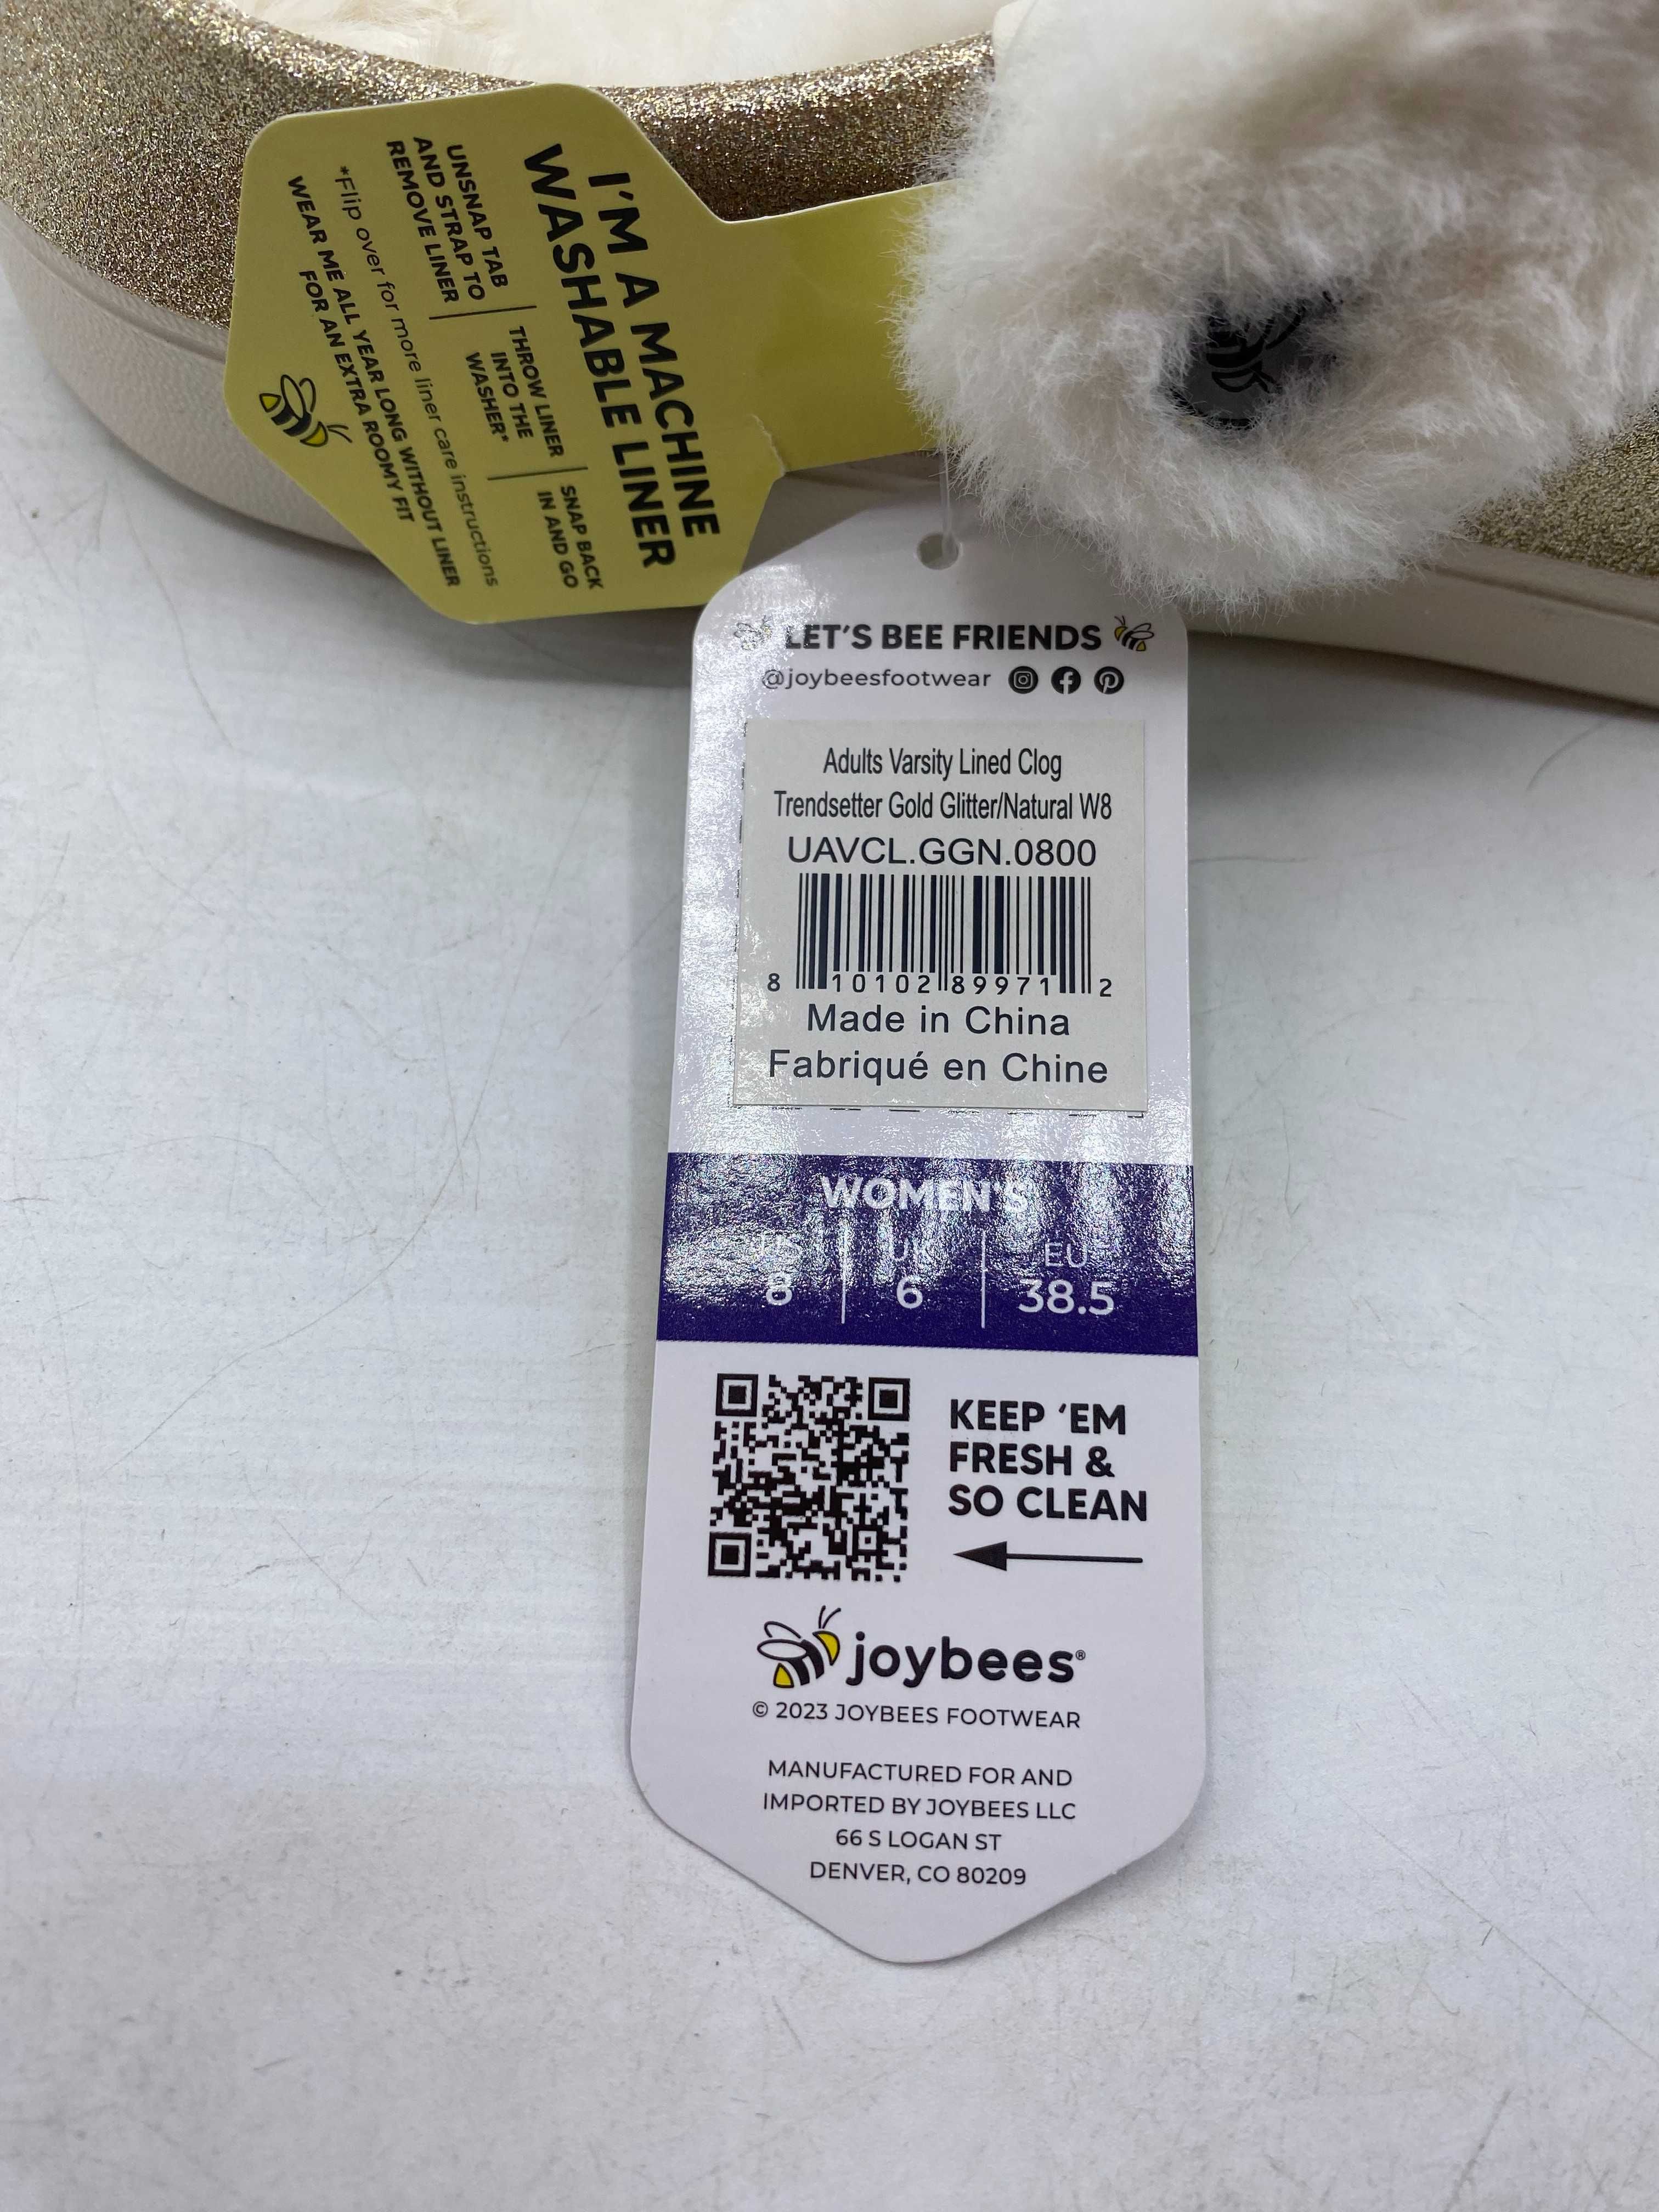 I'M A MACHINE
WASHABLE LINER
UNSNAP TAB
AND STRAP TO
REMOVE LINER
THROW LINER
INTO THE
WASHER*
SNAP BACK
IN AND GO
*Flip over for more liner care instructions
WEAR ME ALL YEAR LONG WITHOUT LINER
FOR AN EXTRA ROOMY FIT
LET'S BEE FRIENDS
@joybeesfootwear
Adults Varsity Lined Clog
Trendsetter Gold Glitter/Natural W8
UAVCL.GGN.0800
8 10102 89971 2
Made in China
Fabriqué en Chine
WOMEN'S
US UK EU
8 6 38.5
KEEP ‘EM
FRESH &
SO CLEAN
joybees®
© 2023 JOYBEES FOOTWEAR
MANUFACTURED FOR AND
IMPORTED BY JOYBEES LLC
66 S LOGAN ST
DENVER, CO 80209